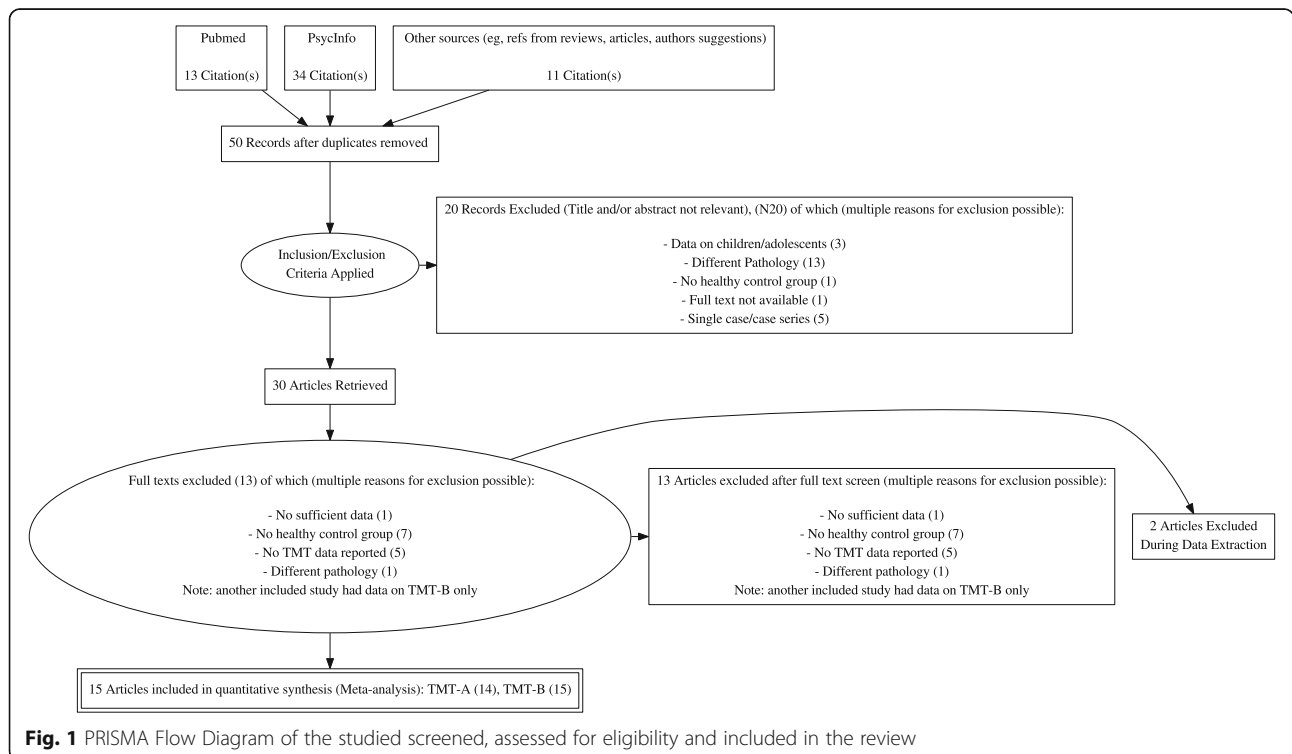 Pubmed
13 Citation(s)
PsycInfo
34 Citation(s)
Other sources (eg, refs from reviews, articles, authors suggestions)
11 Citation(s)
50 Records after duplicates removed
Inclusion/Exclusion
Criteria Applied
20 Records Excluded (Title and/or abstract not relevant), (N20) of which (multiple reasons for exclusion possible):
- Data on children/adolescents (3)
- Different Pathology (13)
- No healthy control group (1)
- Full text not available (1)
- Single case/case series (5)
30 Articles Retrieved
Full texts excluded (13) of which (multiple reasons for exclusion possible):
- No sufficient data (1)
- No healthy control group (7)
- No TMT data reported (5)
- Different pathology (1)
Note: another included study had data on TMT-B only
13 Articles excluded after full text screen (multiple reasons for exclusion possible):
- No sufficient data (1)
- No healthy control group (7)
- No TMT data reported (5)
- Different pathology (1)
Note: another included study had data on TMT-B only
2 Articles Excluded
During Data Extraction
15 Articles included in quantitative synthesis (Meta-analysis): TMT-A (14), TMT-B (15)
Fig. 1 PRISMA Flow Diagram of the studied screened, assessed for eligibility and included in the review